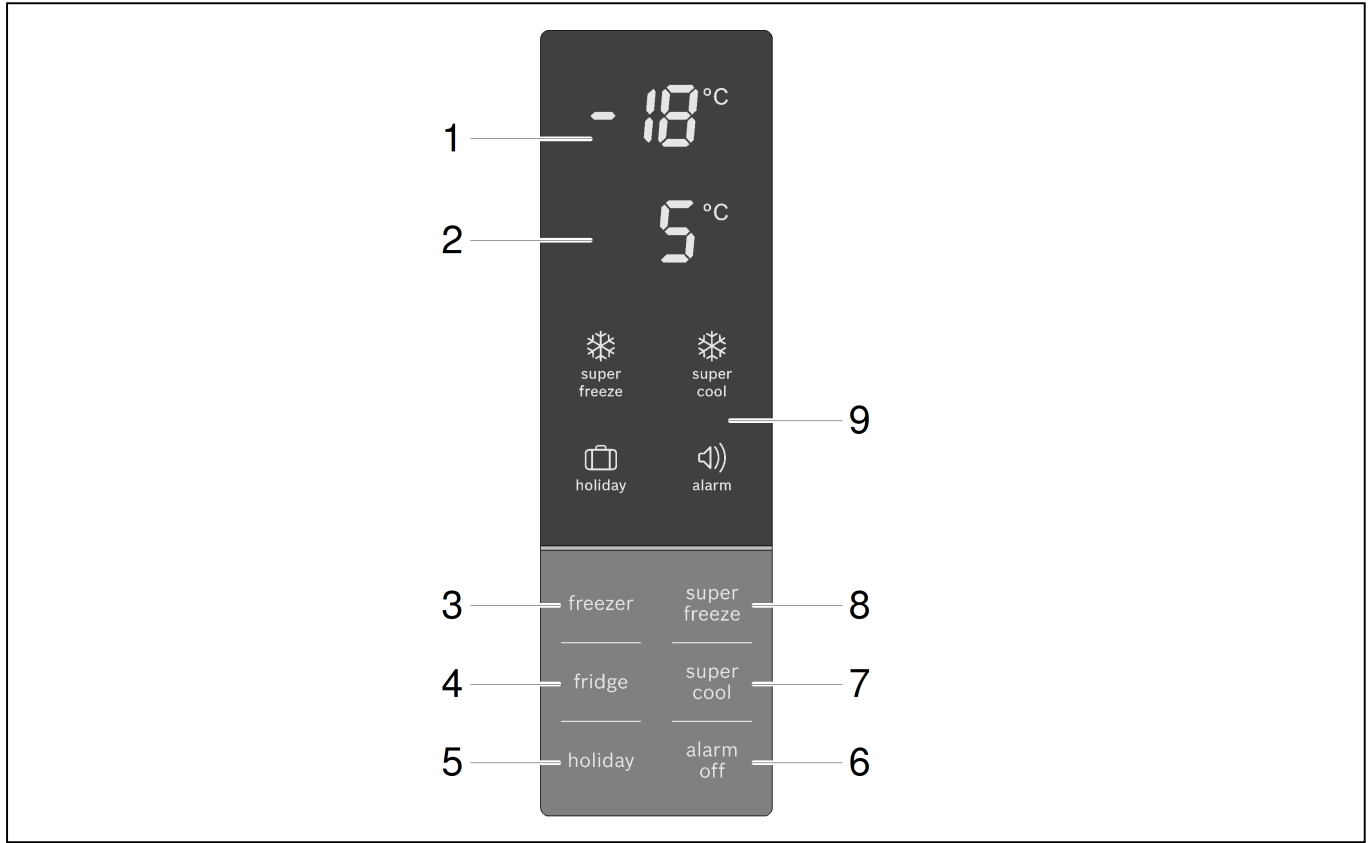 1
-18 °C
2
5 °C
super
freeze
super
cool
9
holiday
alarm
3
freezer
super
freeze
8
4
fridge
super
cool
7
5
holiday
alarm
off
6